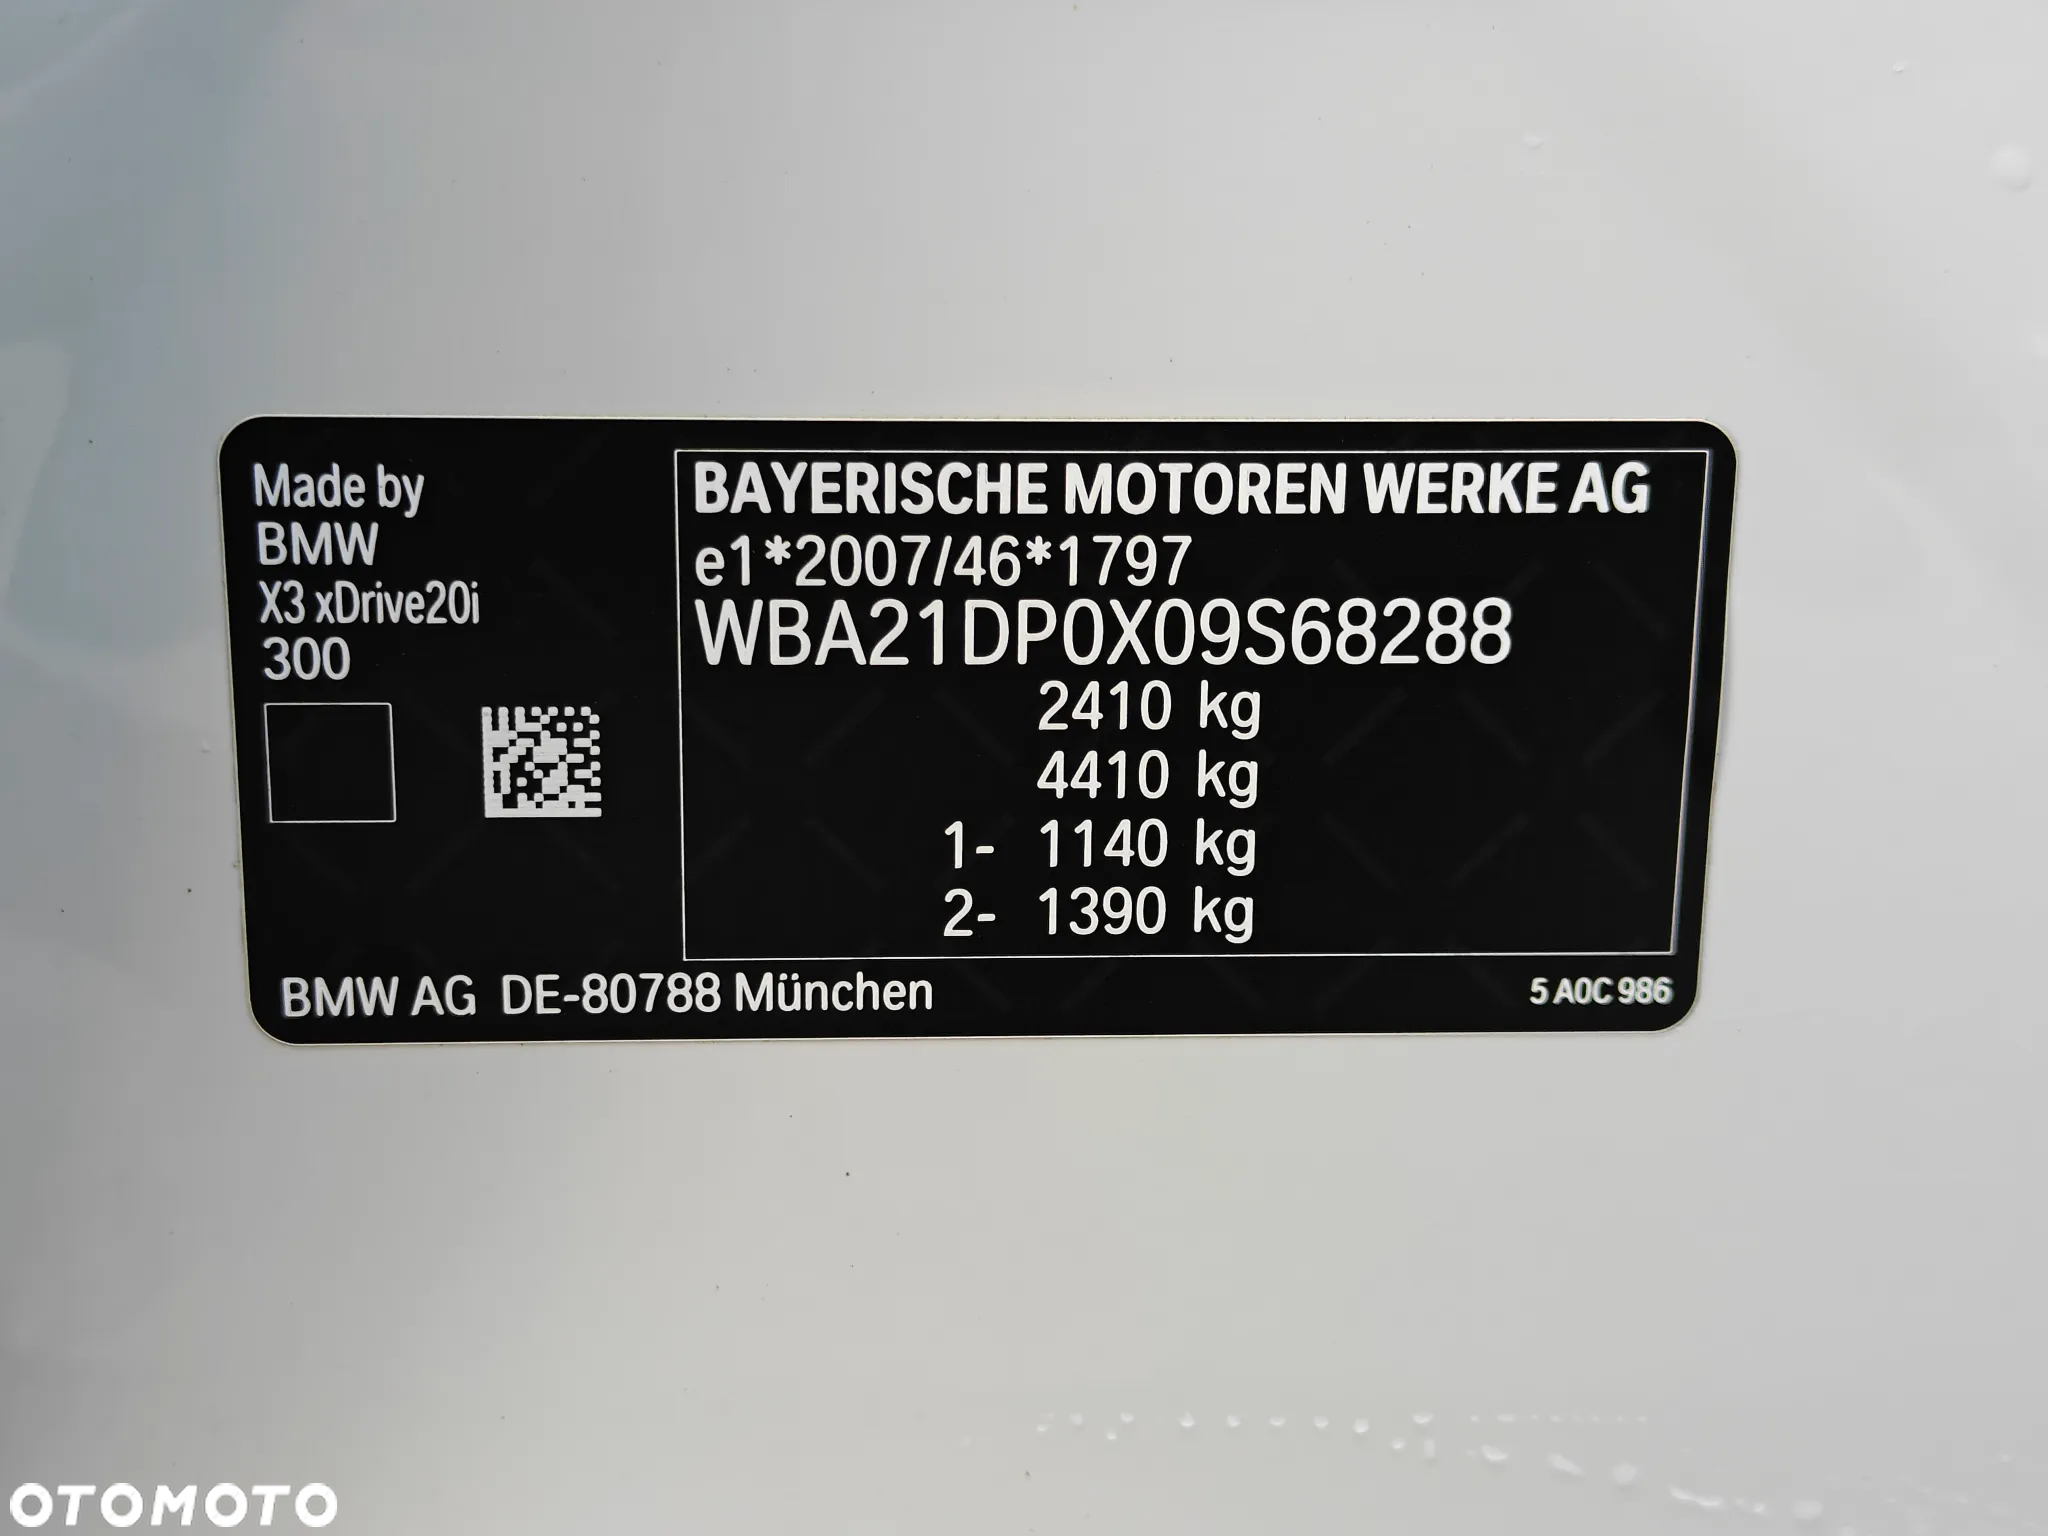 Made by
BMW
X3 xDrive20i
300
BAYERISCHE MOTOREN WERKE AG
e1*2007/46*1797
WBA21DP0X09S68288
2410 kg
4410 kg
1- 1140 kg
2- 1390 kg
BMW AG DE-80788 München
5 A0C 986
OTOMOTO